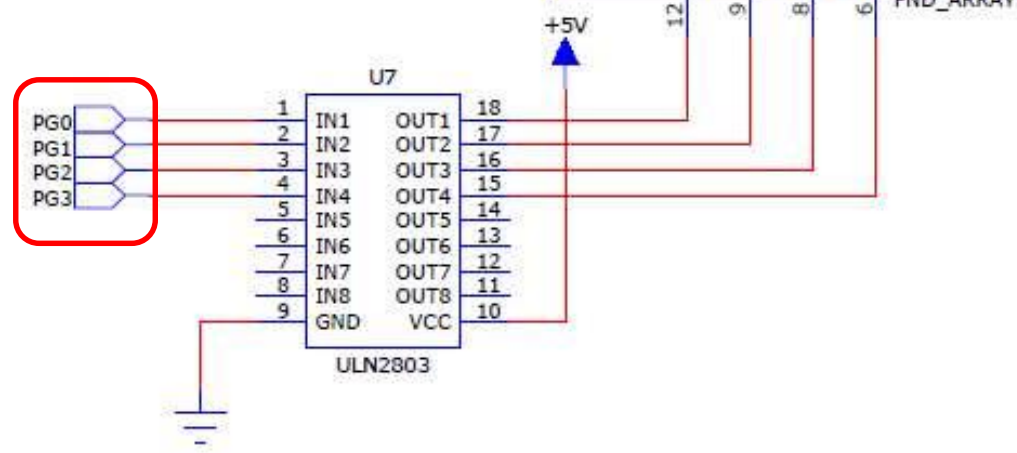 12 9 8 6 FND_ARRAY
+5V
U7
PG0 1 IN1 OUT1 18
PG1 2 IN2 OUT2 17
PG2 3 IN3 OUT3 16
PG3 4 IN4 OUT4 15
5 IN5 OUT5 14
6 IN6 OUT6 13
7 IN7 OUT7 12
8 IN8 OUT8 11
9 GND VCC 10
ULN2803